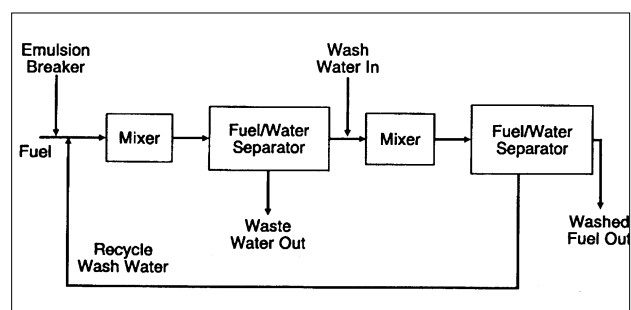 Emulsion
Breaker
Wash
Water In
Fuel
Mixer
Fuel/Water
Separator
Mixer
Fuel/Water
Separator
Waste
Water Out
Washed
Fuel Out
Recycle
Wash Water